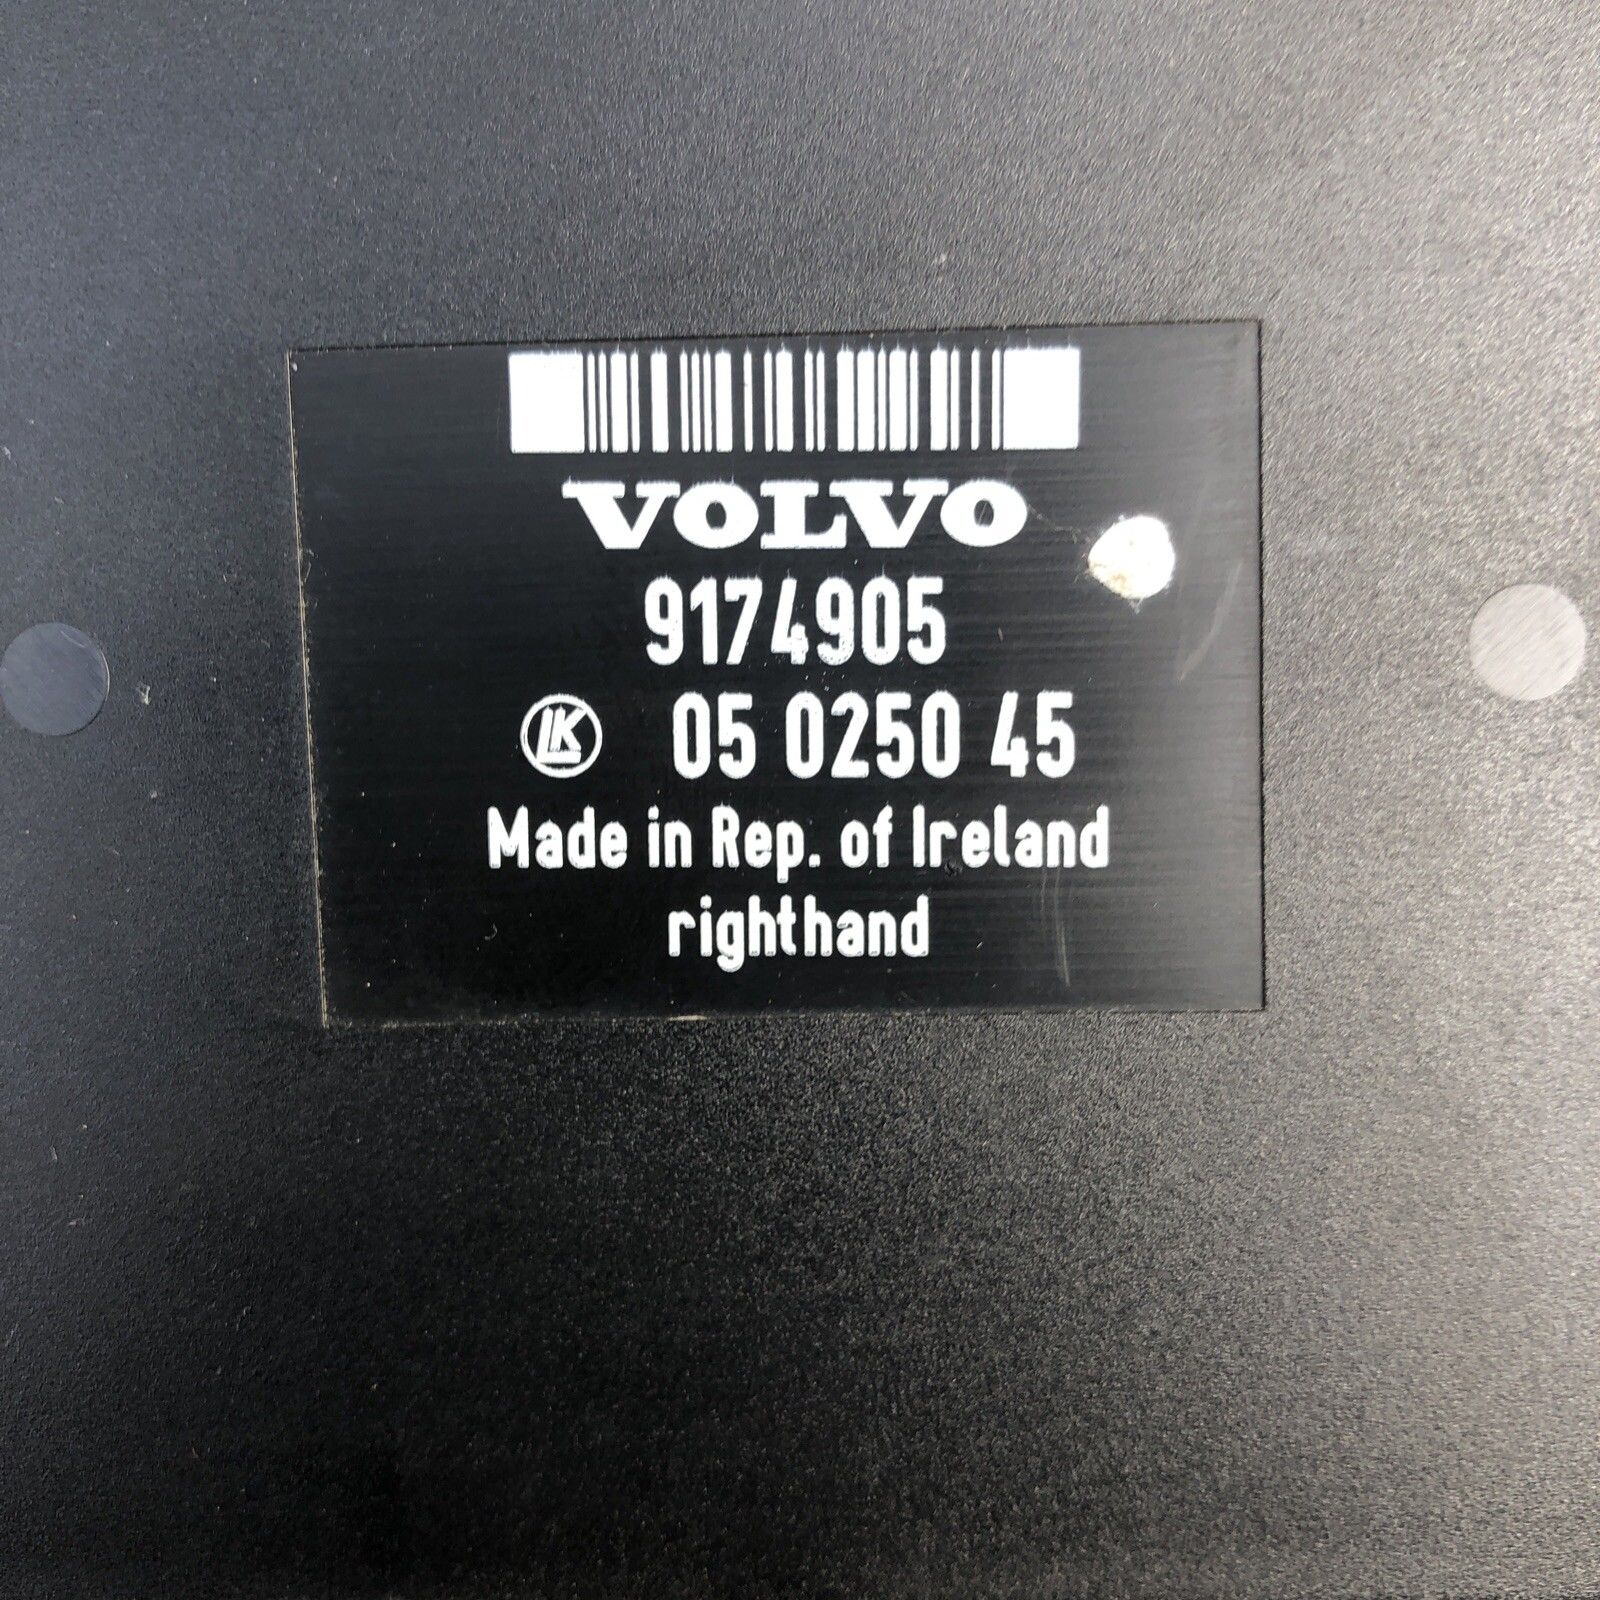 VOLVO
9174905
LK 05 0250 45
Made in Rep. of Ireland
righthand